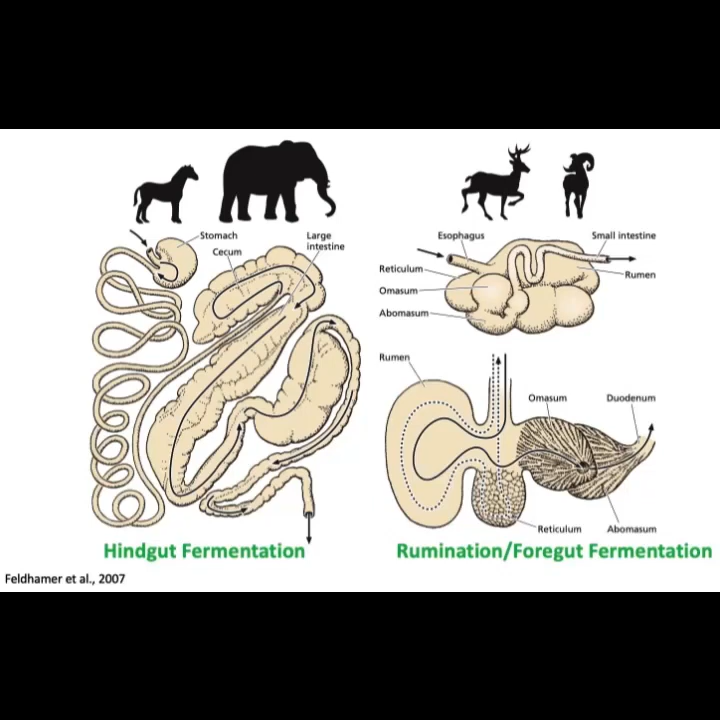 Stomach
Cecum
Large
intestine
Hindgut Fermentation
Esophagus
Small intestine
Reticulum
Rumen
Omasum
Abomasum
Rumen
Omasum
Duodenum
Reticulum
Abomasum
Rumination/Foregut Fermentation
Feldhamer et al., 2007